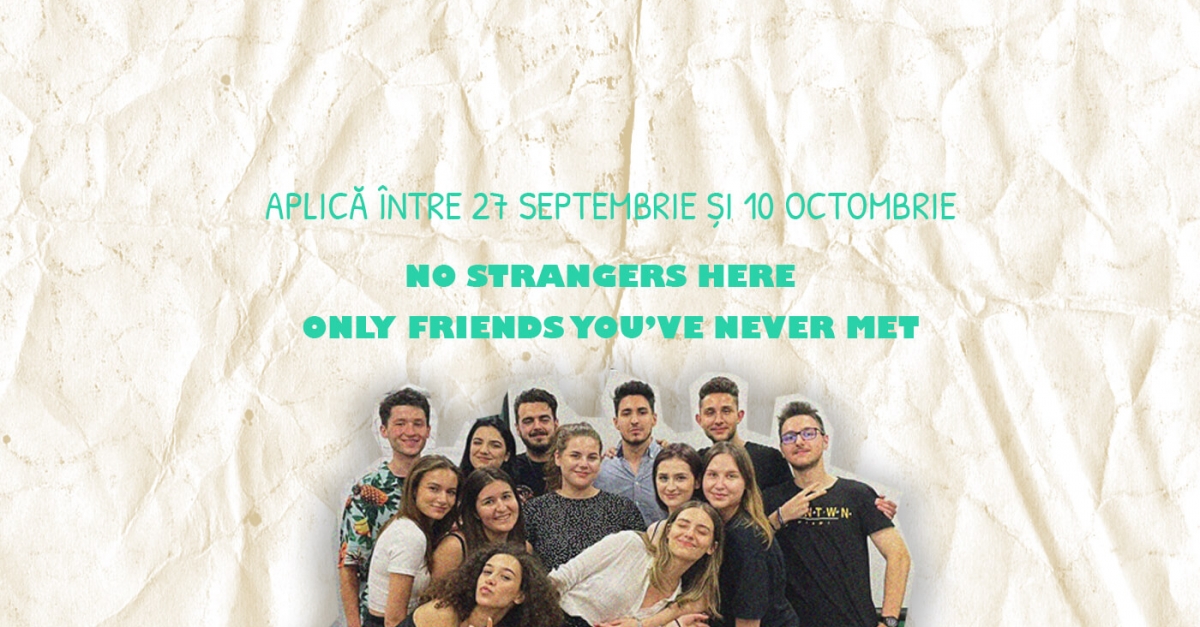 APLICĂ ÎNTRE 27 SEPTEMBRIE ȘI 10 OCTOMBRIE
NO STRANGERS HERE
ONLY FRIENDS YOU'VE NEVER MET